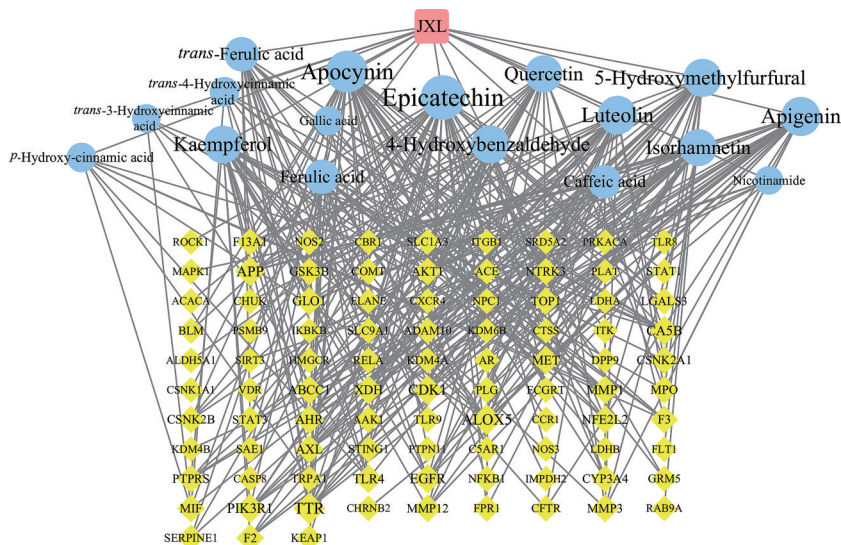 JXL
trans-Ferulic acid
Apocynin
Quercetin
5-Hydroxymethylfurfural
trans-4-Hydroxycinnamic
acid
Epicatechin
trans-3-Hydroxycinnamic
acid
Gallic acid
Luteolin
Apigenin
Kaempferol
4-Hydroxybenzaldehyde
Isorhamnetin
p-Hydroxy-cinnamic acid
Ferulic acid
Caffeic acid
Nicotinamide
ROCK1 F13A1 NOS2 CBR1 SLC1A3 ITGB1 SRD5A2 PRKACA TLR8
MAPK1 APP GSK3B COMT AKT1 ACE NTRK3 PLAT STAT1
ACACA CHUK GLO1 ELANE CXCR4 NPC1 TOP1 LDHA LGALS3
BLM PSMB9 IKBKB SLC9A1 ADAM10 KDM6B CTSS ITK CA5B
ALDH5A1 SIRT3 HMGCR RELA KDM4A AR MET DPP9 CSNK2A1
CSNK1A1 VDR ABCC1 XDH CDK1 PLG FCGRT MMP1 MPO
CSNK2B STAT3 AHR AAK1 TLR9 ALOX5 CCR1 NFE2L2 F3
KDM4B SAE1 AXL STING1 PTPN11 C5AR1 NOS3 LDHB FLT1
PTPRS CASP8 TRPA1 TLR4 EGFR NFKB1 IMPDH2 CYP3A4 GRM5
MIF PIK3R1 TTR CHRNB2 MMP12 FPR1 CFTR MMP3 RAB9A
SERPINE1 F2 KEAP1